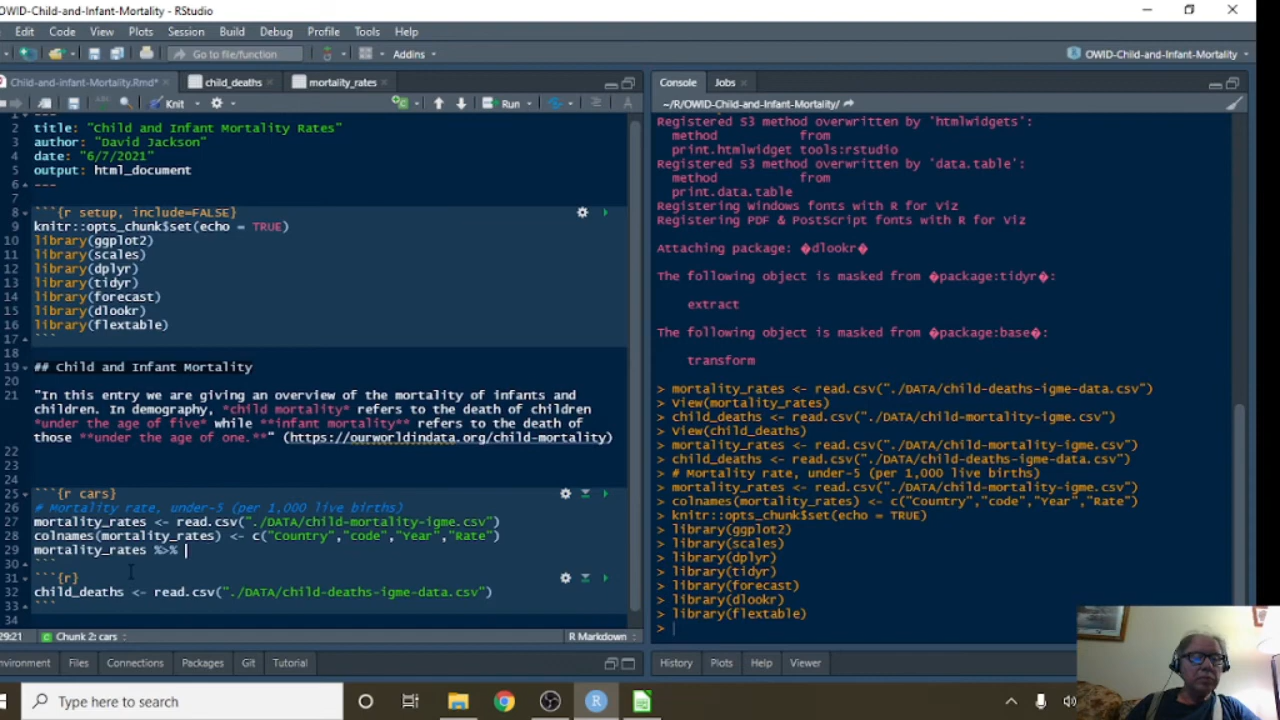 OWID-Child-and-Infant-Mortality - RStudio
Edit Code View Plots Session Build Debug Profile Tools Help
Go to file/function Addins OWID-Child-and-Infant-Mortality
Child-and-infant-Mortality.Rmd* child_deaths mortality_rates
Knit Run
1 ---
2 title: "Child and Infant Mortality Rates"
3 author: "David Jackson"
4 date: "6/7/2021"
5 output: html_document
6 ---
7
8 ```{r setup, include=FALSE}
9 knitr::opts_chunk$set(echo = TRUE)
10 library(ggplot2)
11 library(scales)
12 library(dplyr)
13 library(tidyr)
14 library(forecast)
15 library(dlookr)
16 library(flextable)
17 ```
18
19 ## Child and Infant Mortality
20
21 "In this entry we are giving an overview of the mortality of infants and
children. In demography, *child mortality* refers to the death of children
*under the age of five* while **infant mortality** refers to the death of
those **under the age of one.**" (https://ourworldindata.org/child-mortality)
22
23
24
25 ```{r cars}
26 # Mortality rate, under-5 (per 1,000 live births)
27 mortality_rates <- read.csv("./DATA/child-mortality-igme.csv")
28 colnames(mortality_rates) <- c("Country","code","Year","Rate")
29 mortality_rates %>%
30 ```
31 ```{r}
32 child_deaths <- read.csv("./DATA/child-deaths-igme-data.csv")
33 ```
34
29:21 Chunk 2: cars R Markdown
nvironment Files Connections Packages Git Tutorial
Console Jobs
~/R/OWID-Child-and-Infant-Mortality/
Registered S3 method overwritten by 'htmlwidgets':
method from
print.htmlwidget tools:rstudio
Registered S3 method overwritten by 'data.table':
method from
print.data.table
Registering Windows fonts with R for Viz
Registering PDF & PostScript fonts with R for Viz
Attaching package: �dlookr�
The following object is masked from �package:tidyr�:
extract
The following object is masked from �package:base�:
transform
> mortality_rates <- read.csv("./DATA/child-deaths-igme-data.csv")
> View(mortality_rates)
> child_deaths <- read.csv("./DATA/child-mortality-igme.csv")
> View(child_deaths)
> mortality_rates <- read.csv("./DATA/child-mortality-igme.csv")
> child_deaths <- read.csv("./DATA/child-deaths-igme-data.csv")
> # Mortality rate, under-5 (per 1,000 live births)
> mortality_rates <- read.csv("./DATA/child-mortality-igme.csv")
> colnames(mortality_rates) <- c("Country","code","Year","Rate")
> knitr::opts_chunk$set(echo = TRUE)
> library(ggplot2)
> library(scales)
> library(dplyr)
> library(tidyr)
> library(forecast)
> library(dlookr)
> library(flextable)
>
History Plots Help Viewer
Type here to search